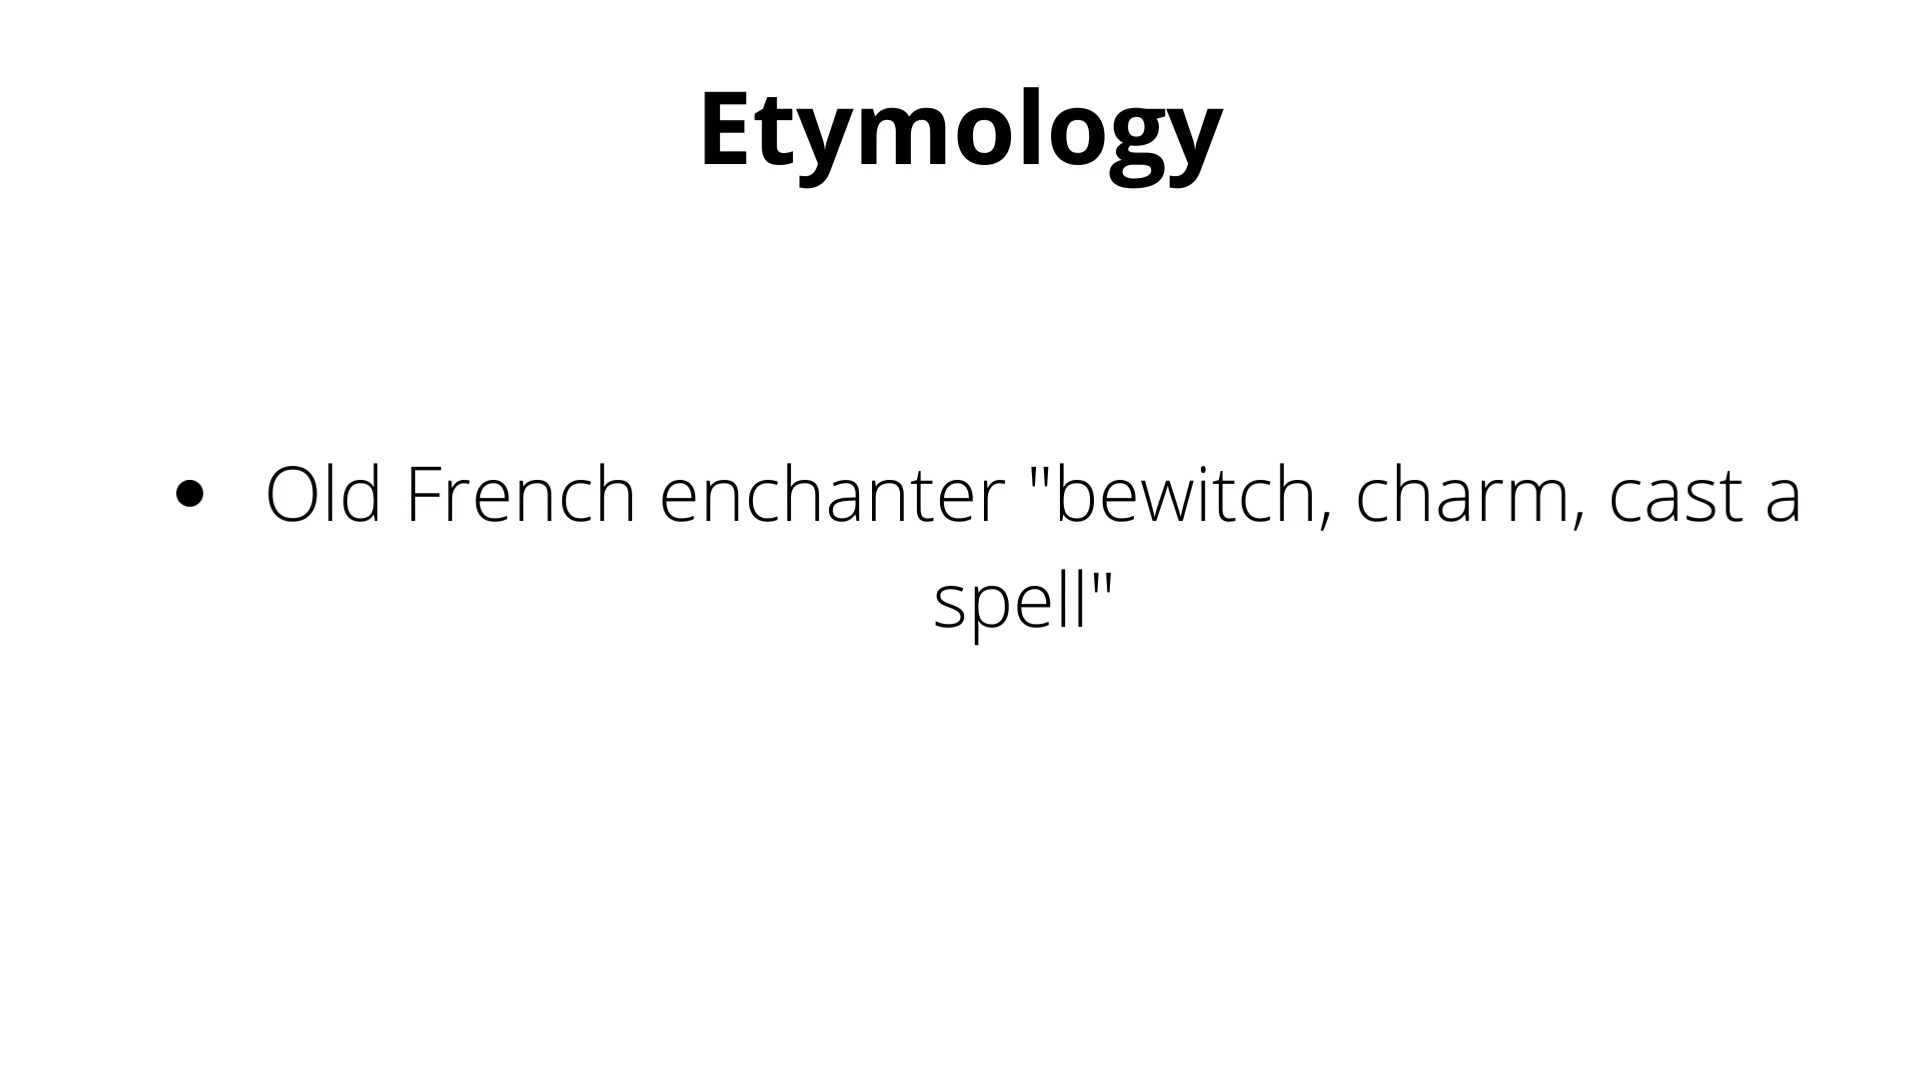 Etymology
• Old French enchanter "bewitch, charm, cast a
spell"